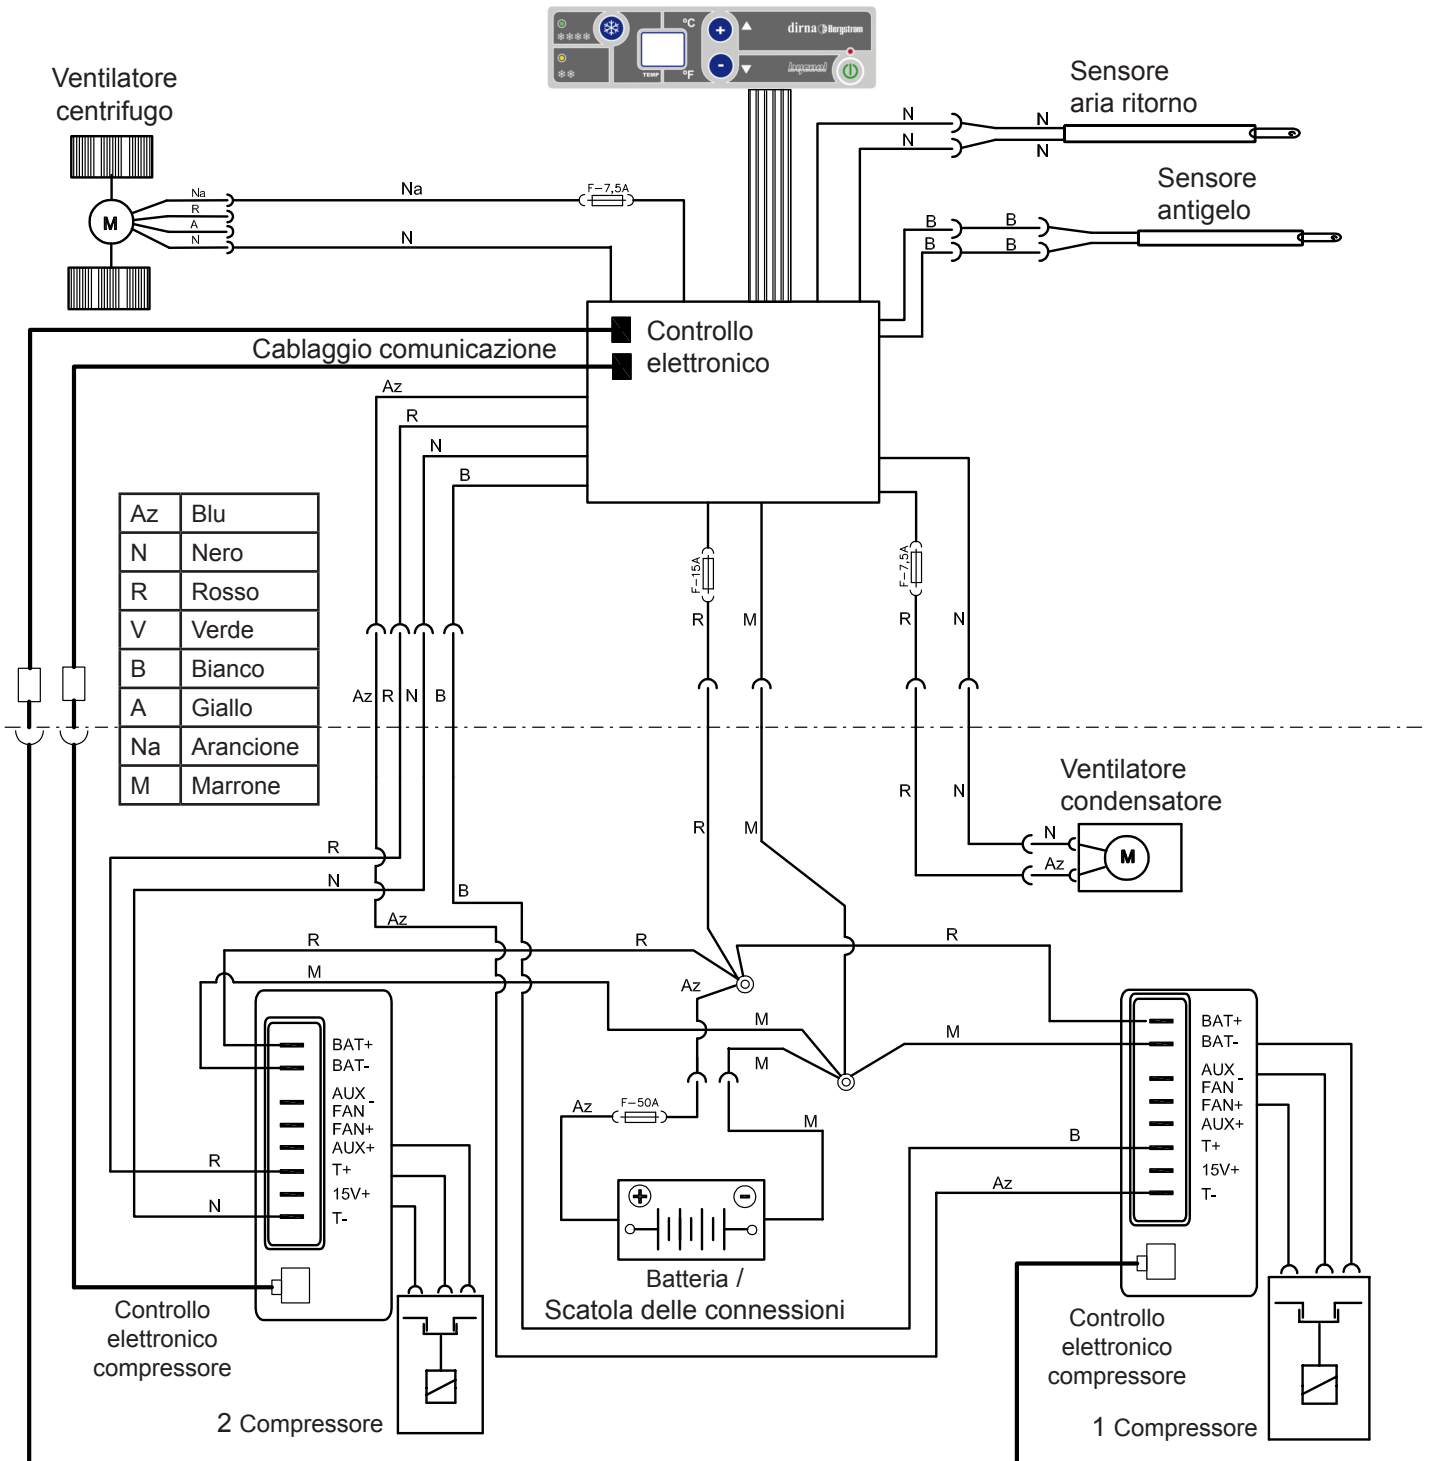 °C
dirna Bergstrom
TEMP
°F
bycool
Ventilatore
centrifugo
Sensore
aria ritorno
N
N
N
N
Sensore
antigelo
B
B
B
B
Na
R
A
N
M
Na
F-7,5A
N
Controllo
elettronico
Cablaggio comunicazione
Az
R
N
B
Az Blu
N Nero
R Rosso
V Verde
B Bianco
A Giallo
Na Arancione
M Marrone
F-15A
F-7,5A
R
M
R
N
Az
R
N
B
R
N
Ventilatore
condensatore
N
Az
M
R
M
R
N
B
Az
R
R
R
M
Az
M
M
M
Az
F-50A
M
B
Az
R
N
BAT+
BAT-
AUX
FAN -
FAN+
AUX+
T+
15V+
T-
BAT+
BAT-
AUX
FAN -
FAN+
AUX+
T+
15V+
T-
+
-
Batteria /
Scatola delle connessioni
Controllo
elettronico
compressore
2 Compressore
Controllo
elettronico
compressore
1 Compressore